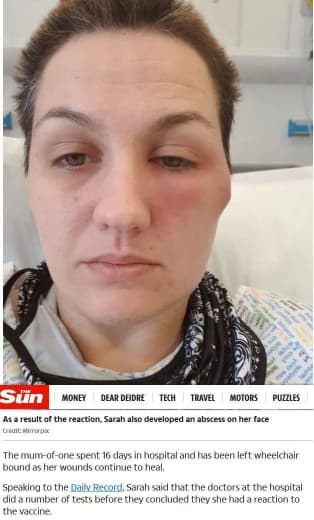 THE
Sun
MONEY DEAR DEIDRE TECH TRAVEL MOTORS PUZZLES
As a result of the reaction, Sarah also developed an abscess on her face
Credit: Mirrorpix
The mum-of-one spent 16 days in hospital and has been left wheelchair
bound as her wounds continue to heal.
Speaking to the Daily Record, Sarah said that the doctors at the hospital
did a number of tests before they concluded they she had a reaction to
the vaccine.